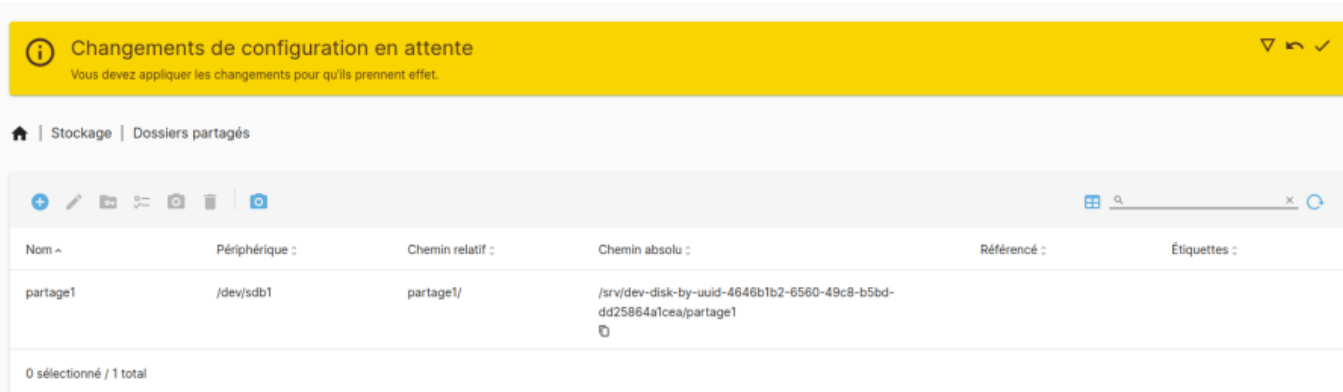 Changements de configuration en attente
Vous devez appliquer les changements pour qu'ils prennent effet.
| Stockage | Dossiers partagés
Nom Périphérique Chemin relatif Chemin absolu Référencé Étiquettes
partage1 /dev/sdb1 partage1/ /srv/dev-disk-by-uuid-4646b1b2-6560-49c8-b5bd-
dd25864a1cea/partage1
0 sélectionné / 1 total